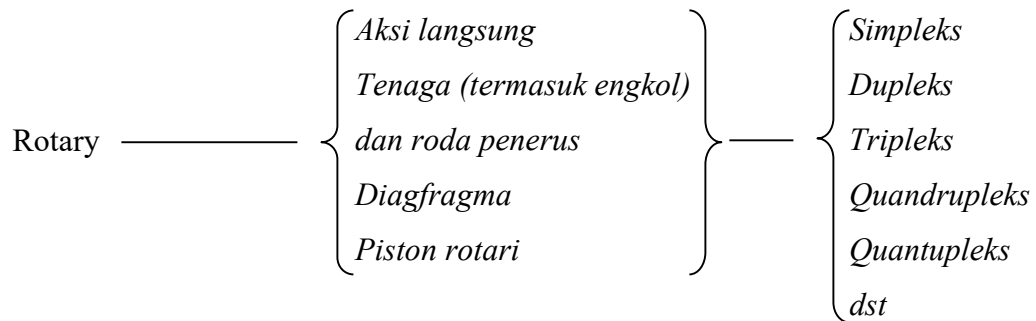 Rotary
Aksi langsung
Tenaga (termasuk engkol)
dan roda penerus
Diagfragma
Piston rotari
Simpleks
Dupleks
Tripleks
Quandrupleks
Quantupleks
dst